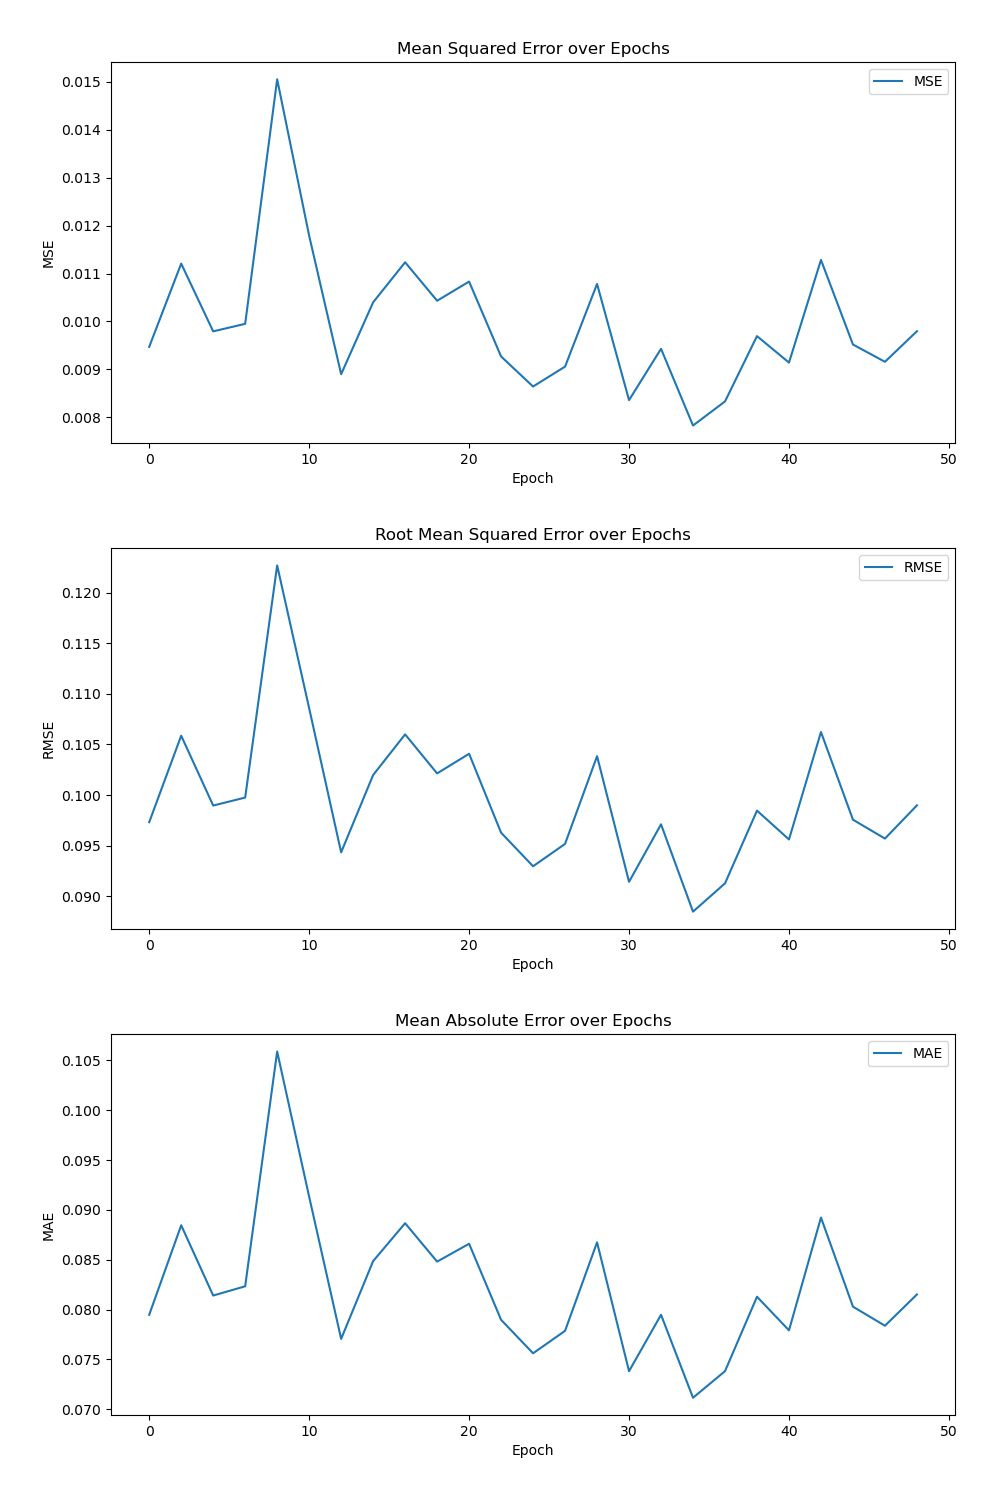 Mean Squared Error over Epochs
MSE
0.015
0.014
0.013
0.012
0.011
0.010
0.009
0.008
MSE
0 10 20 30 40 50
Epoch
Root Mean Squared Error over Epochs
RMSE
0.120
0.115
0.110
0.105
0.100
0.095
0.090
RMSE
0 10 20 30 40 50
Epoch
Mean Absolute Error over Epochs
MAE
0.105
0.100
0.095
0.090
0.085
0.080
0.075
0.070
MAE
0 10 20 30 40 50
Epoch